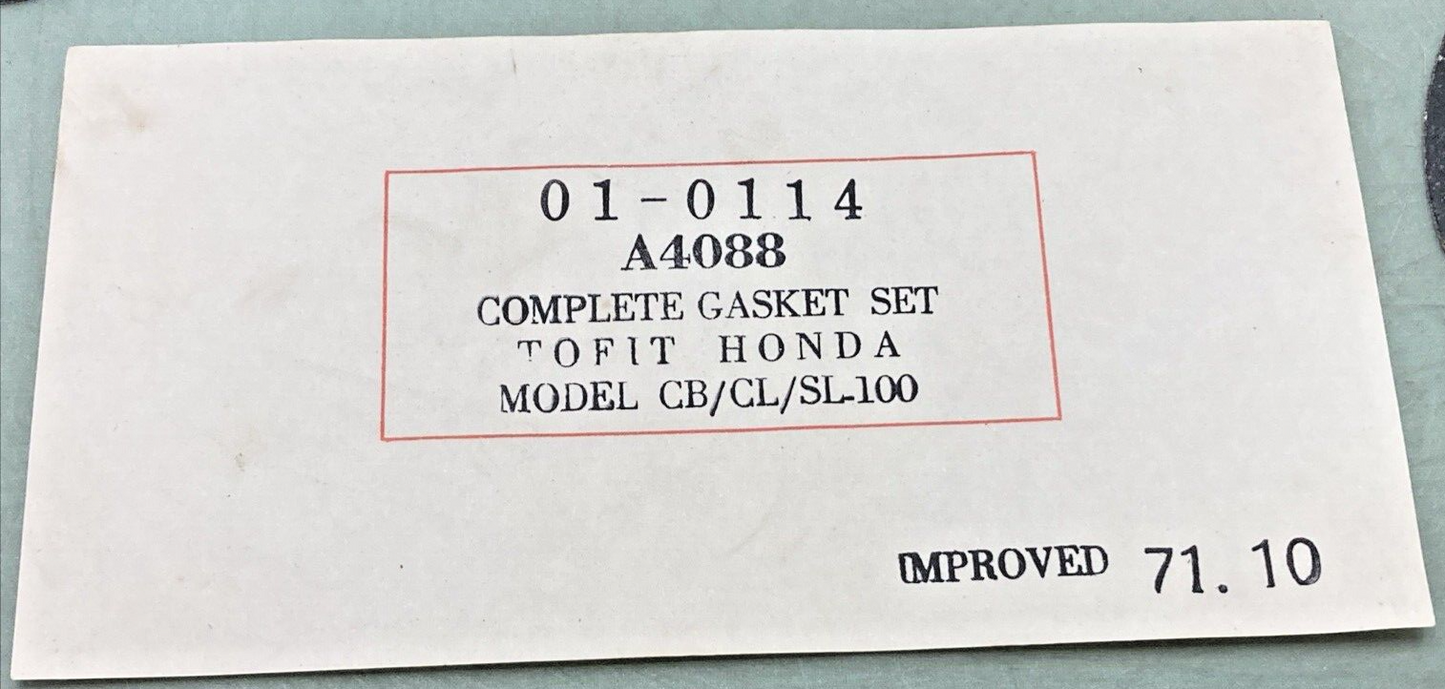 01-0114
A4088
COMPLETE GASKET SET
TOFIT HONDA
MODEL CB/CL/SL-100
IMPROVED 71.10